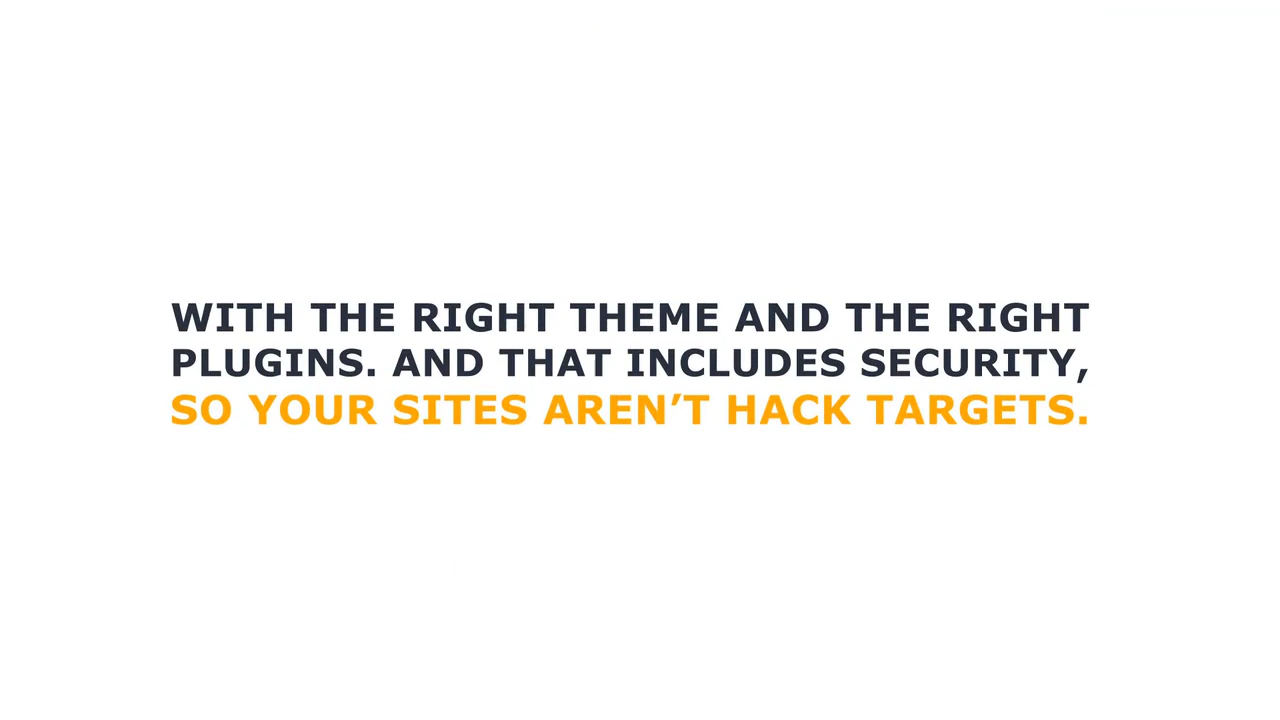 WITH THE RIGHT THEME AND THE RIGHT
PLUGINS. AND THAT INCLUDES SECURITY,
SO YOUR SITES AREN’T HACK TARGETS.